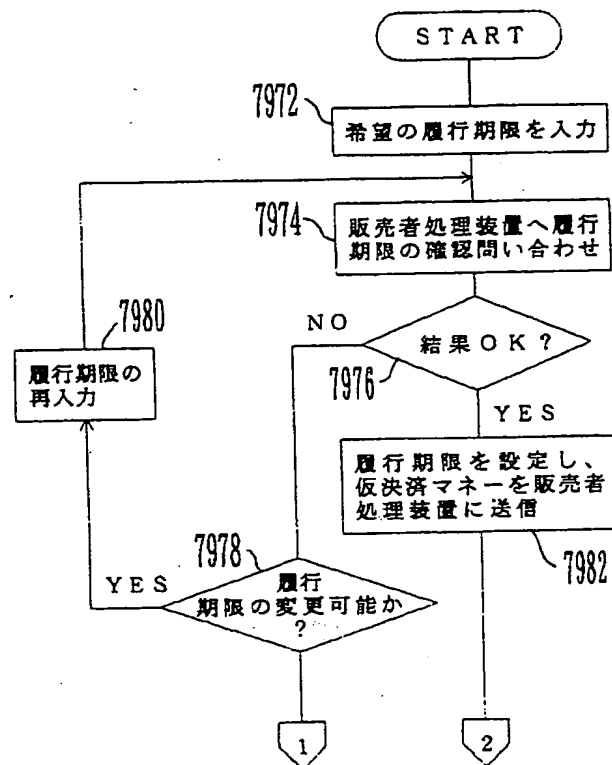 START
7972
希望の履行期限を入力
7974
販売者処理装置へ履行
期限の確認問い合わせ
7980
履行期限の
再入力
NO
結果OK?
7976
YES
履行期限を設定し、
仮決済マネーを販売者
処理装置に送信
7982
7978
YES
履行
期限の変更可能か
?
1
2